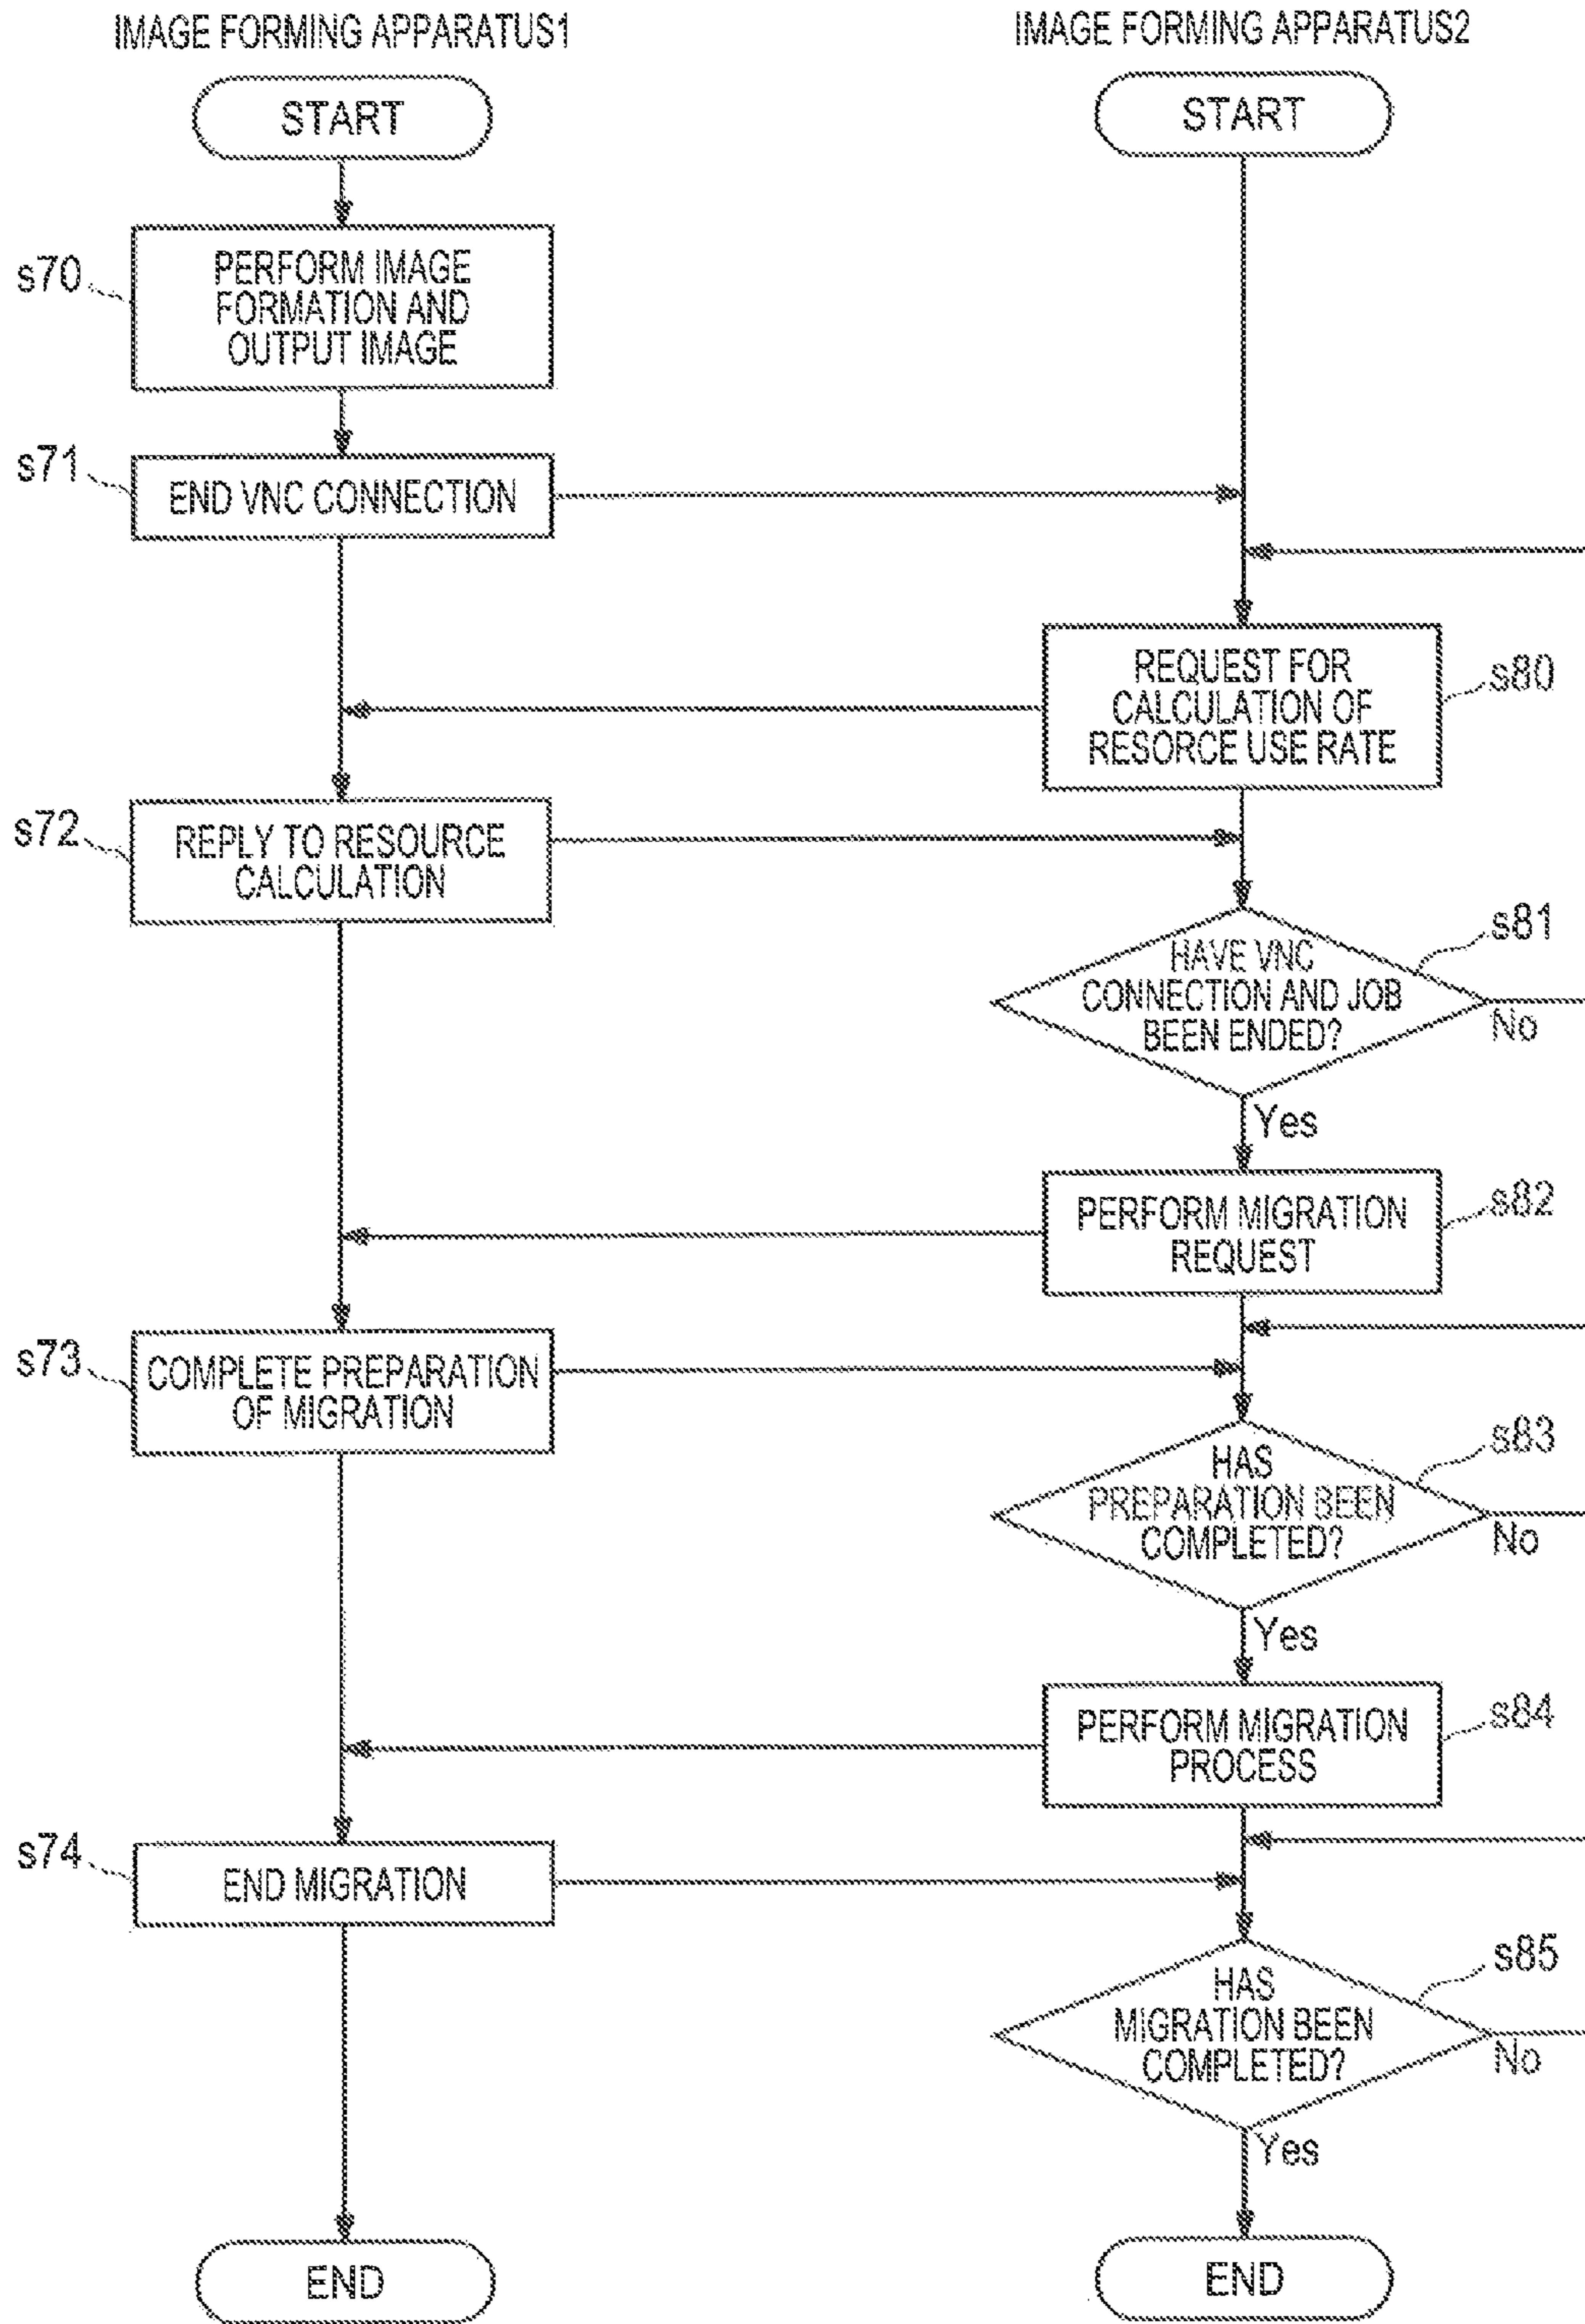 IMAGE FORMING APPARATUS1
IMAGE FORMING APPARATUS2
START
START
s70
PERFORM IMAGE
FORMATION AND
OUTPUT IMAGE
s71
END VNC CONNECTION
REQUEST FOR
CALCULATION OF
RESORCE USE RATE
s80
s72
REPLY TO RESOURCE
CALCULATION
s81
HAVE VNC
CONNECTION AND JOB
BEEN ENDED?
No
Yes
PERFORM MIGRATION
REQUEST
s82
s73
COMPLETE PREPARATION
OF MIGRATION
s83
HAS
PREPARATION BEEN
COMPLETED?
No
Yes
PERFORM MIGRATION
PROCESS
s84
s74
END MIGRATION
s85
HAS
MIGRATION BEEN
COMPLETED?
No
Yes
END
END